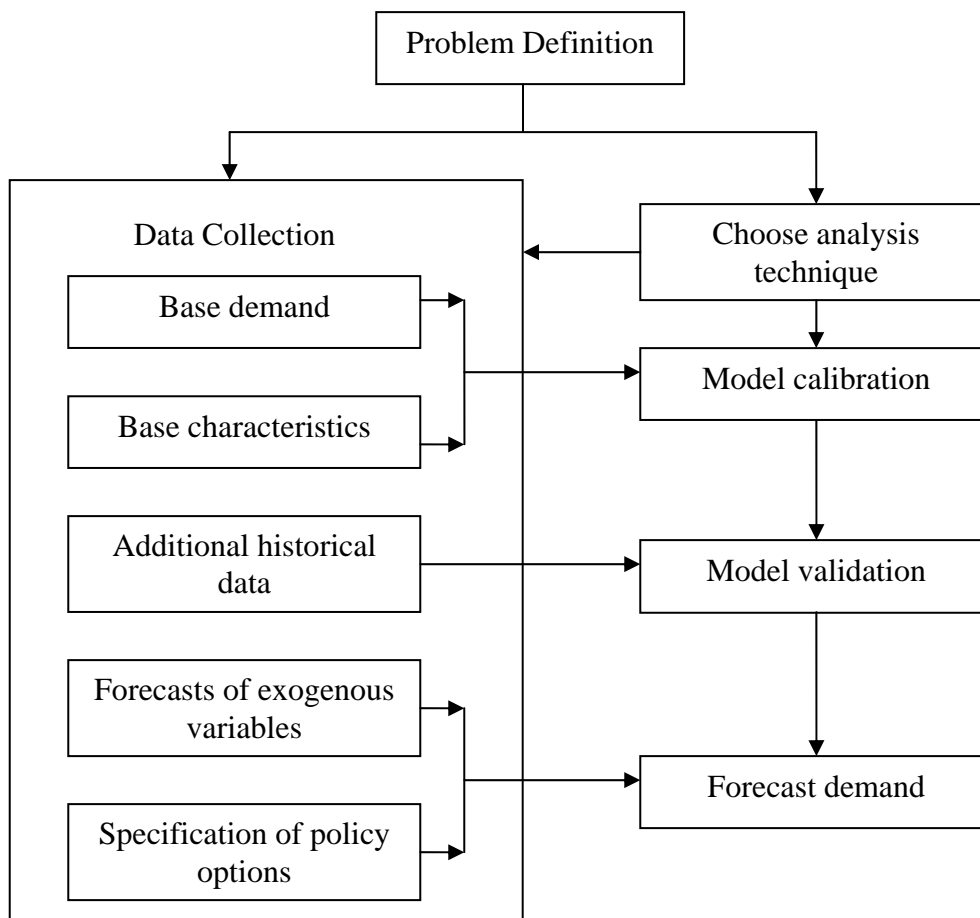 Problem Definition
Data Collection
Choose analysis
technique
Base demand
Model calibration
Base characteristics
Additional historical
data
Model validation
Forecasts of exogenous
variables
Forecast demand
Specification of policy
options